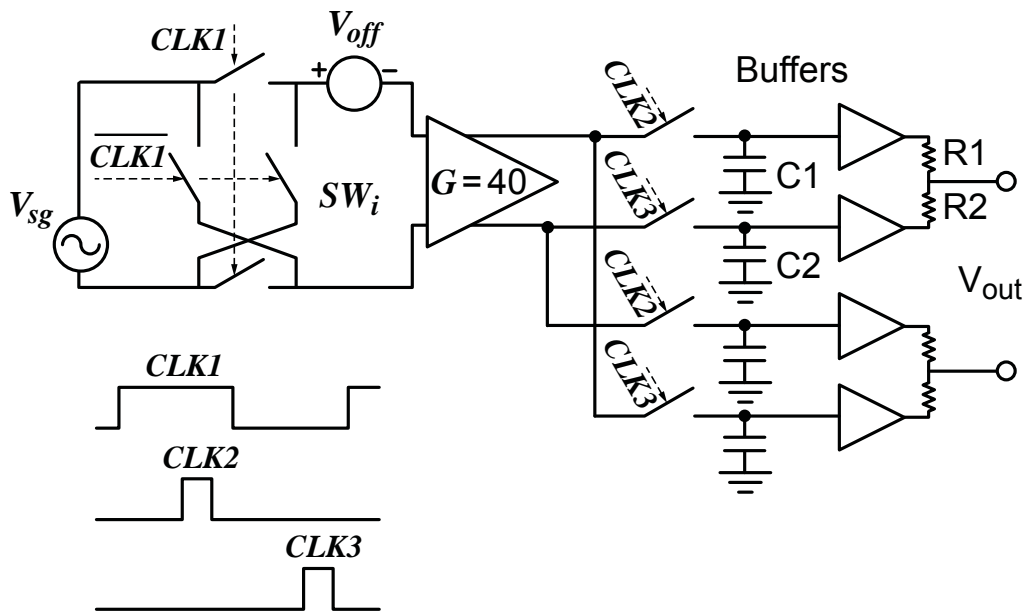 CLK1
V_off
+
−
Buffers
CLK2
CLK1
R1
C1
V_sg
SW_i
G = 40
CLK3
R2
C2
V_out
CLK2
CLK3
CLK1
CLK2
CLK3